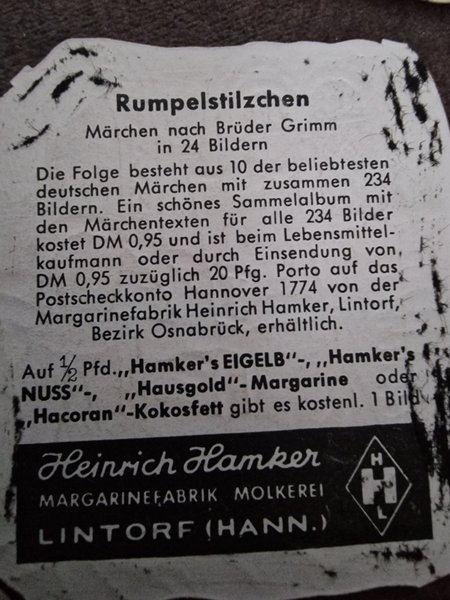 Rumpelstilzchen
Märchen nach Brüder Grimm
in 24 Bildern
Die Folge besteht aus 10 der beliebtesten
deutschen Märchen mit zusammen 234
Bildern. Ein schönes Sammelalbum mit
den Märchentexten für alle 234 Bilder
kostet DM 0,95 und ist beim Lebensmittel-
kaufmann oder durch Einsendung von
DM 0,95 zuzüglich 20 Pfg. Porto auf das
Postscheckkonto Hannover 1774 von der
Margarinefabrik Heinrich Hamker, Lintorf,
Bezirk Osnabrück, erhältlich.
Auf ½ Pfd. „Hamker's EIGELB"-, „Hamker's
NUSS"-, „Hausgold"-Margarine oder
„Hacoran"-Kokosfett gibt es kostenl. 1 Bild
Heinrich Hamker
MARGARINEFABRIK MOLKEREI
LINTORF (HANN.)
H
H
L